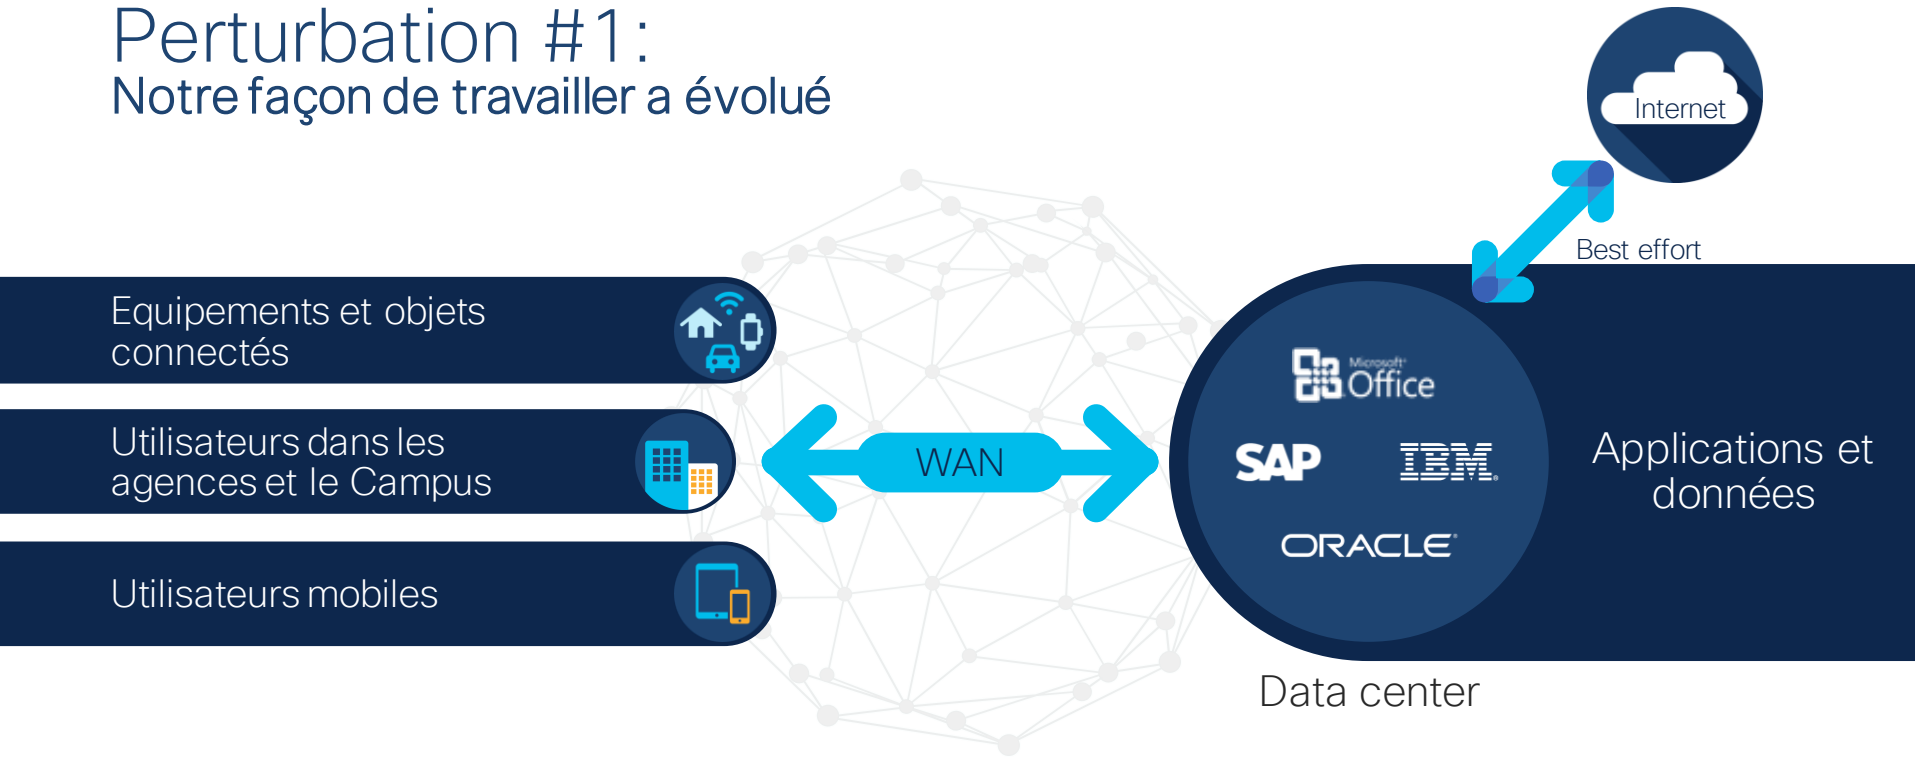 Perturbation #1:
Notre façon de travailler a évolué
Internet
Best effort
Equipements et objets
connectés
Utilisateurs dans les
agences et le Campus
Utilisateurs mobiles
WAN
Microsoft
Office
SAP
IBM
ORACLE
Applications et
données
Data center